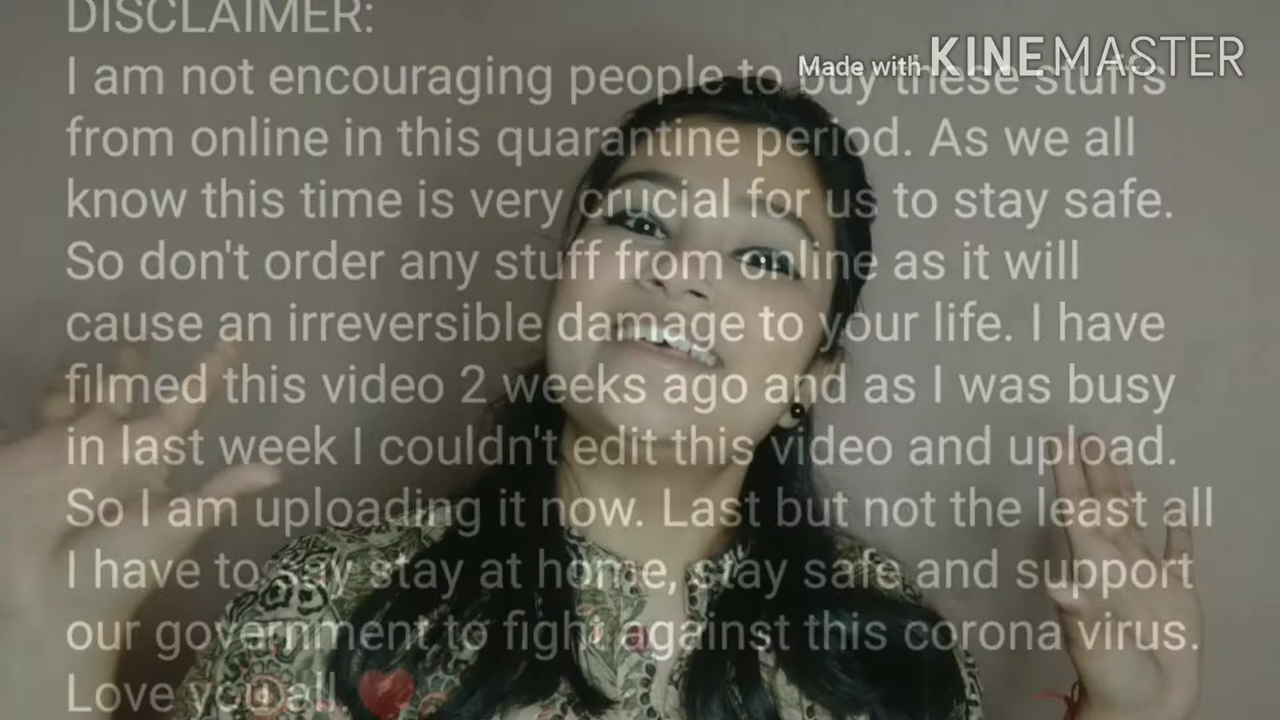 DISCLAIMER:
Made with KINEMASTER
I am not encouraging people to buy these stuffs
from online in this quarantine period. As we all
know this time is very crucial for us to stay safe.
So don't order any stuff from online as it will
cause an irreversible damage to your life. I have
filmed this video 2 weeks ago and as I was busy
in last week I couldn't edit this video and upload.
So I am uploading it now. Last but not the least all
I have to stay at home, stay safe and support
our government to fight against this corona virus.
Love you all. ❤